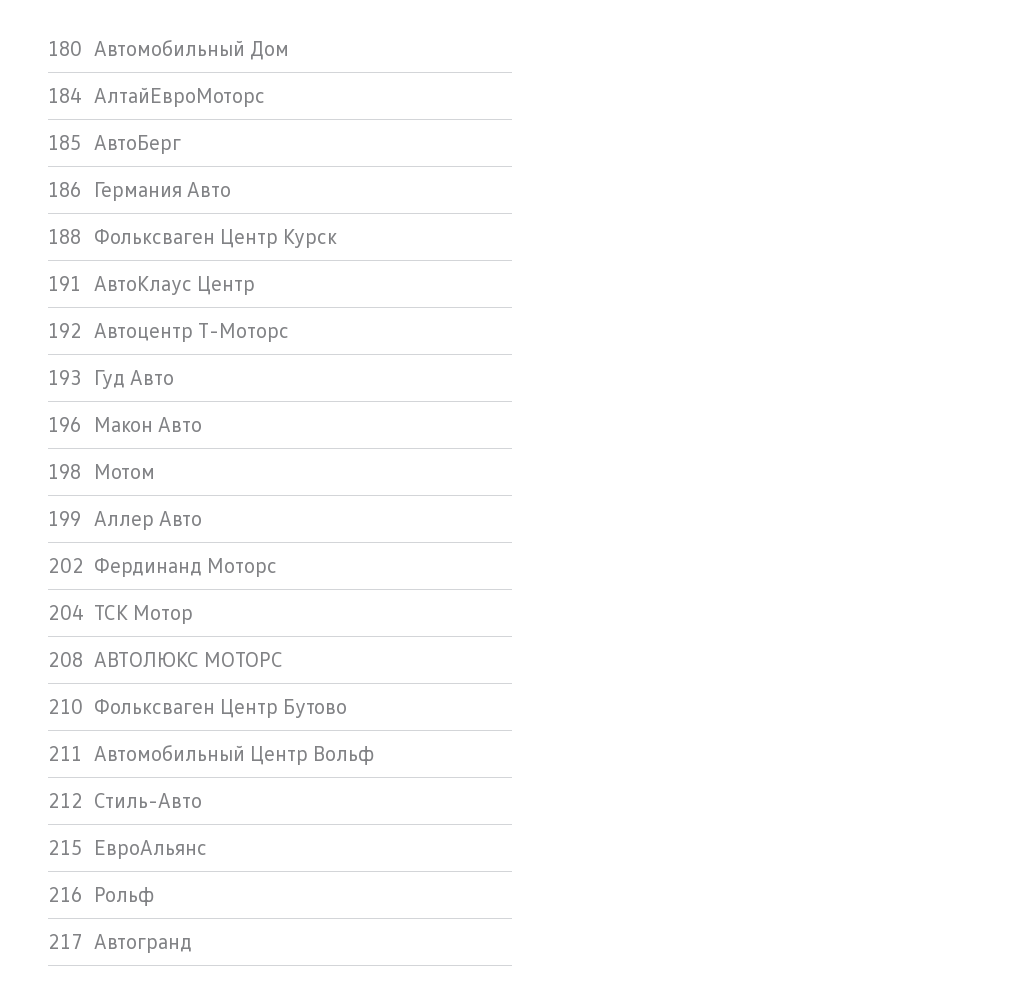 180 Автомобильный Дом
184 АлтайЕвроМоторс
185 АвтоБерг
186 Германия Авто
188 Фольксваген Центр Курск
191 АвтоКлаус Центр
192 Автоцентр Т-Моторс
193 Гуд Авто
196 Макон Авто
198 Мотом
199 Аллер Авто
202 Фердинанд Моторс
204 ТСК Мотор
208 АВТОЛЮКС МОТОРС
210 Фольксваген Центр Бутово
211 Автомобильный Центр Вольф
212 Стиль-Авто
215 ЕвроАльянс
216 Рольф
217 Автогранд